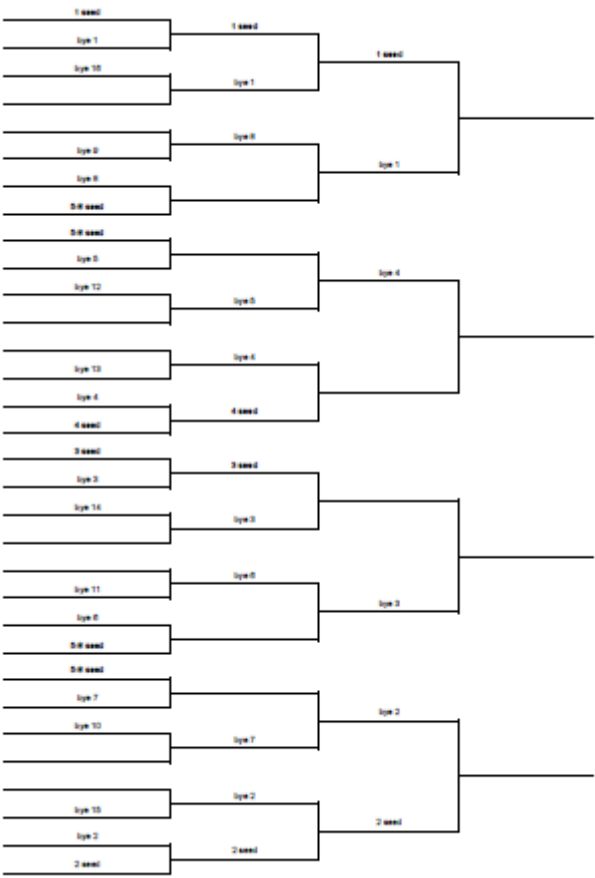 1 seed
bye 1
bye 16
bye 9
bye 8
5-8 seed
5-8 seed
bye 5
bye 12
bye 13
bye 4
4 seed
3 seed
bye 3
bye 14
bye 11
bye 6
5-8 seed
5-8 seed
bye 7
bye 10
bye 15
bye 2
2 seed
1 seed
bye 1
bye 8
bye 5
bye 4
4 seed
3 seed
bye 3
bye 6
bye 7
bye 2
2 seed
1 seed
bye 1
bye 4
bye 3
bye 2
2 seed